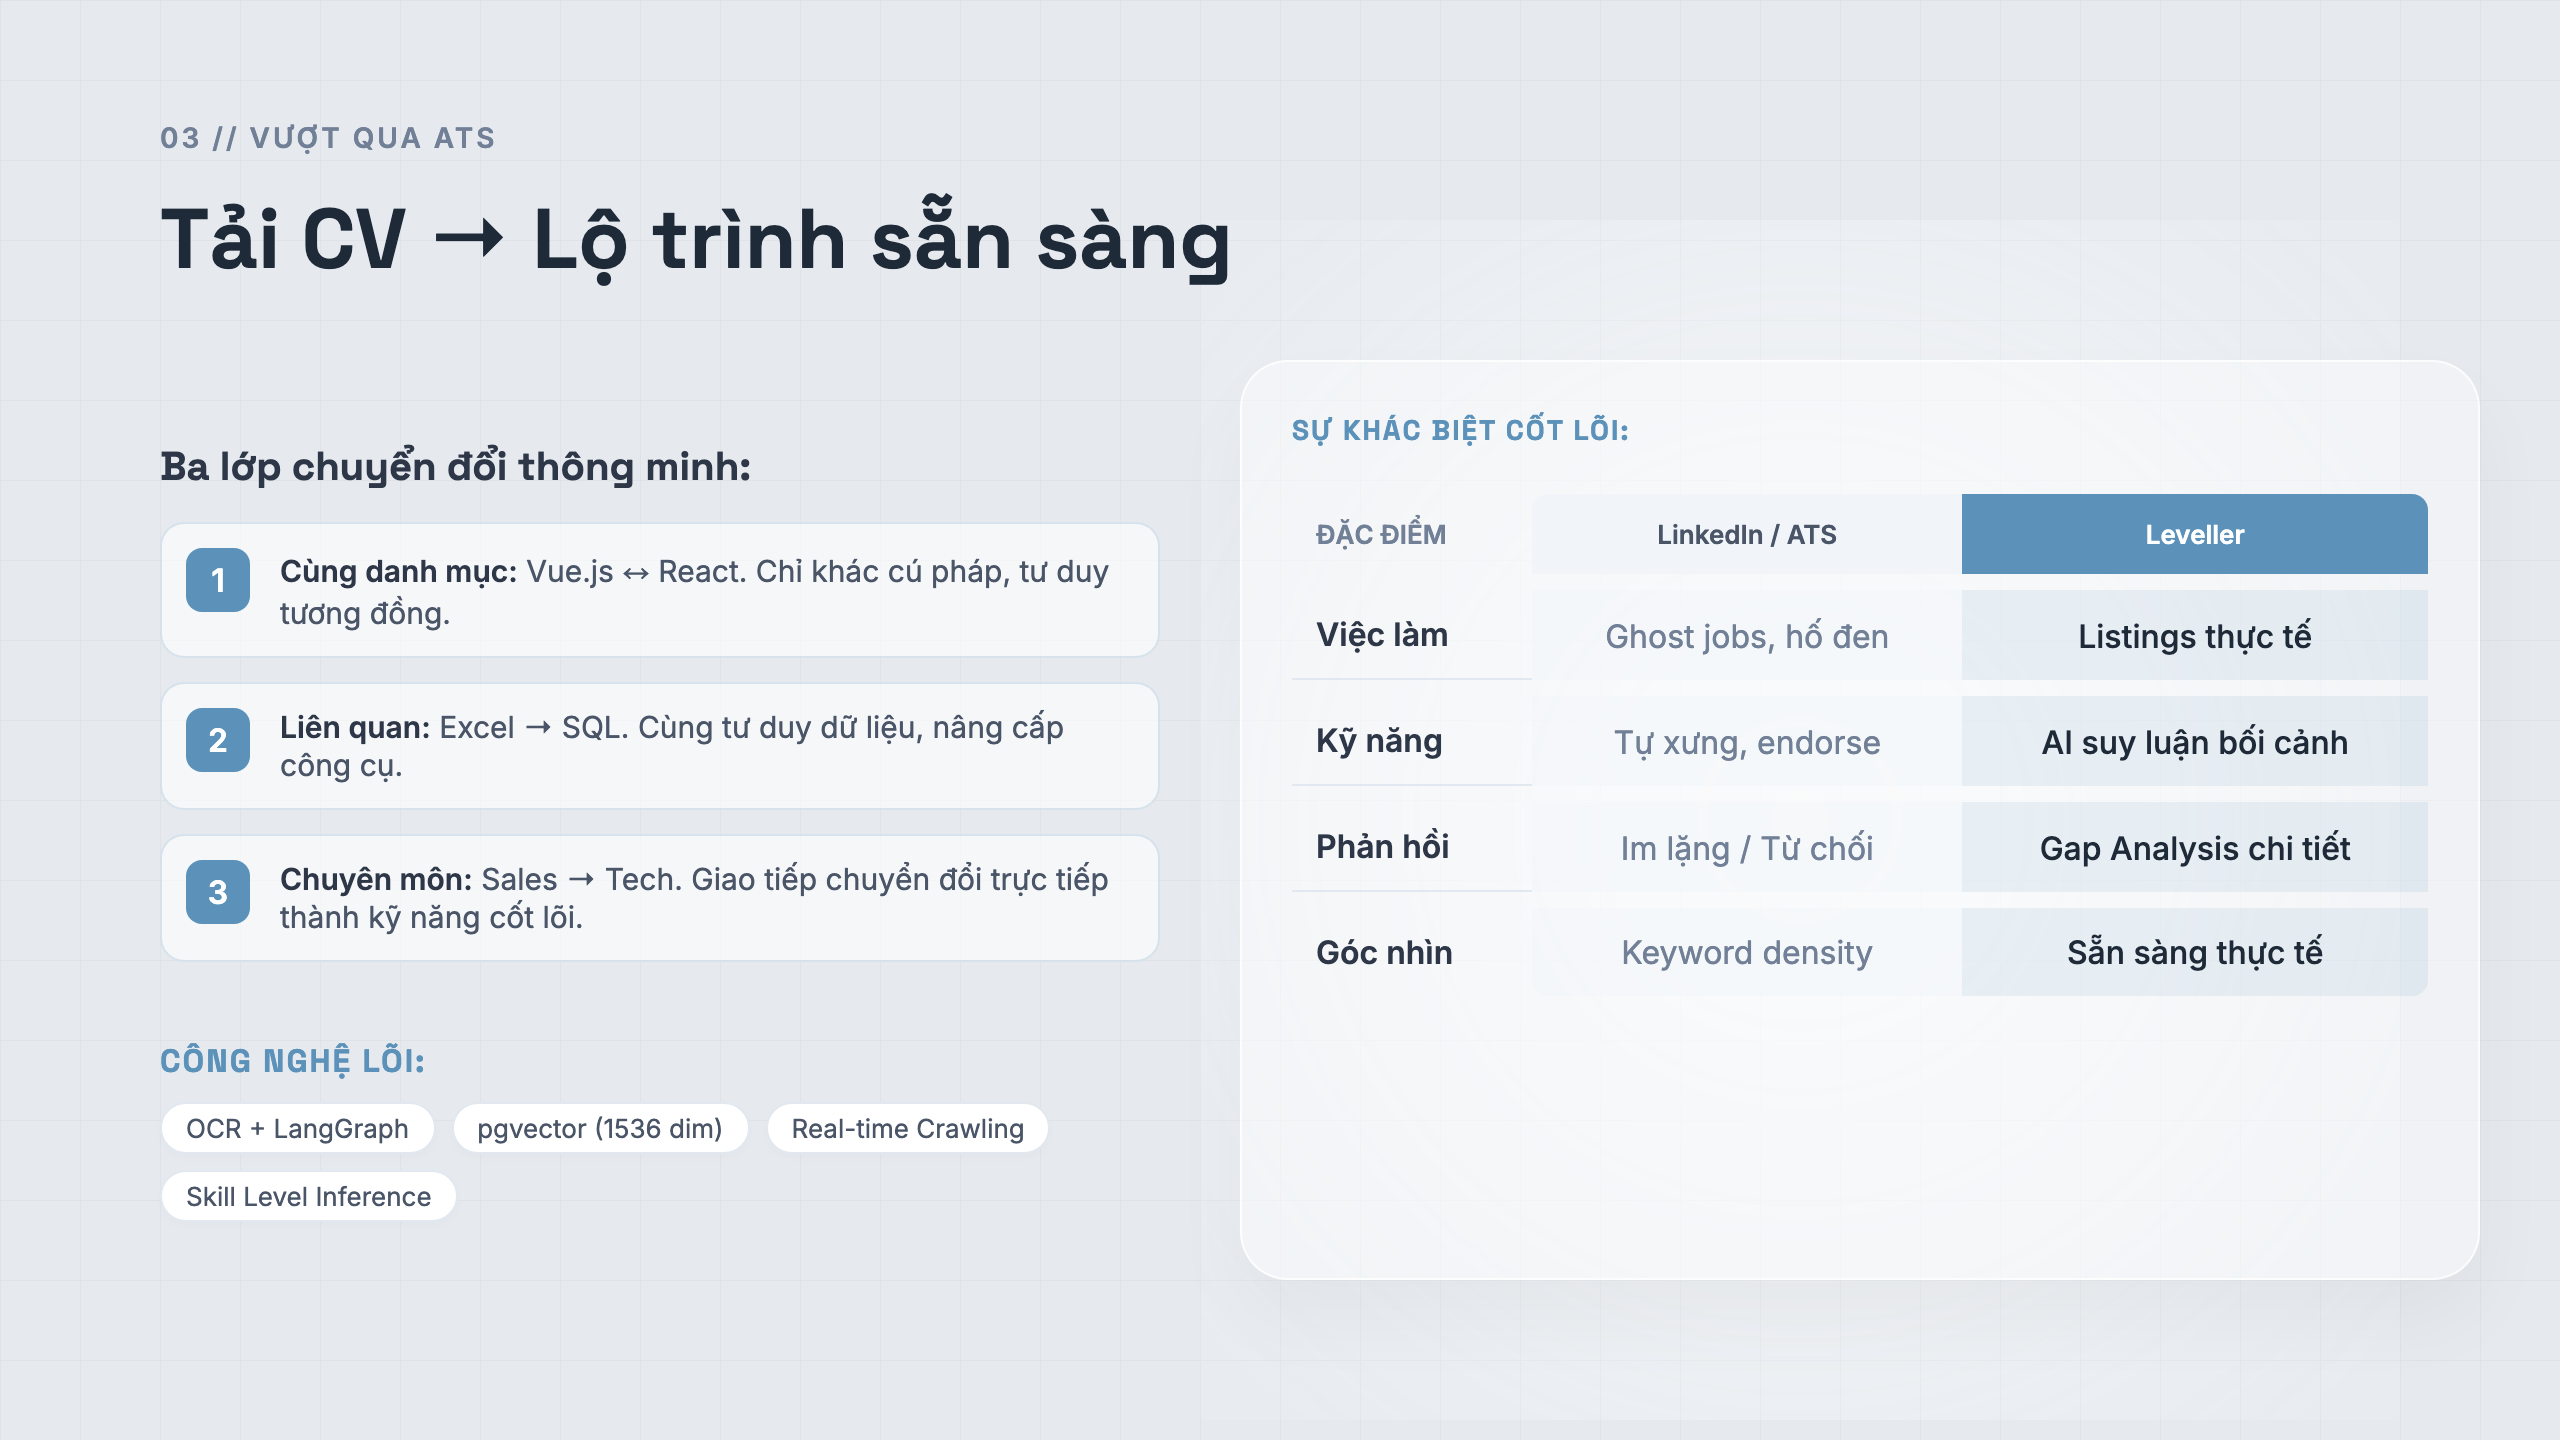 03 // VƯỢT QUA ATS
Tải CV → Lộ trình sẵn sàng
Ba lớp chuyển đổi thông minh:
1
Cùng danh mục: Vue.js ↔ React. Chỉ khác cú pháp, tư duy
tương đồng.
2
Liên quan: Excel → SQL. Cùng tư duy dữ liệu, nâng cấp
công cụ.
3
Chuyên môn: Sales → Tech. Giao tiếp chuyển đổi trực tiếp
thành kỹ năng cốt lõi.
CÔNG NGHỆ LÕI:
OCR + LangGraph
pgvector (1536 dim)
Real-time Crawling
Skill Level Inference
SỰ KHÁC BIỆT CỐT LÕI:
ĐẶC ĐIỂM LinkedIn / ATS Leveller
Việc làm Ghost jobs, hố đen Listings thực tế
Kỹ năng Tự xưng, endorse AI suy luận bối cảnh
Phản hồi Im lặng / Từ chối Gap Analysis chi tiết
Góc nhìn Keyword density Sẵn sàng thực tế